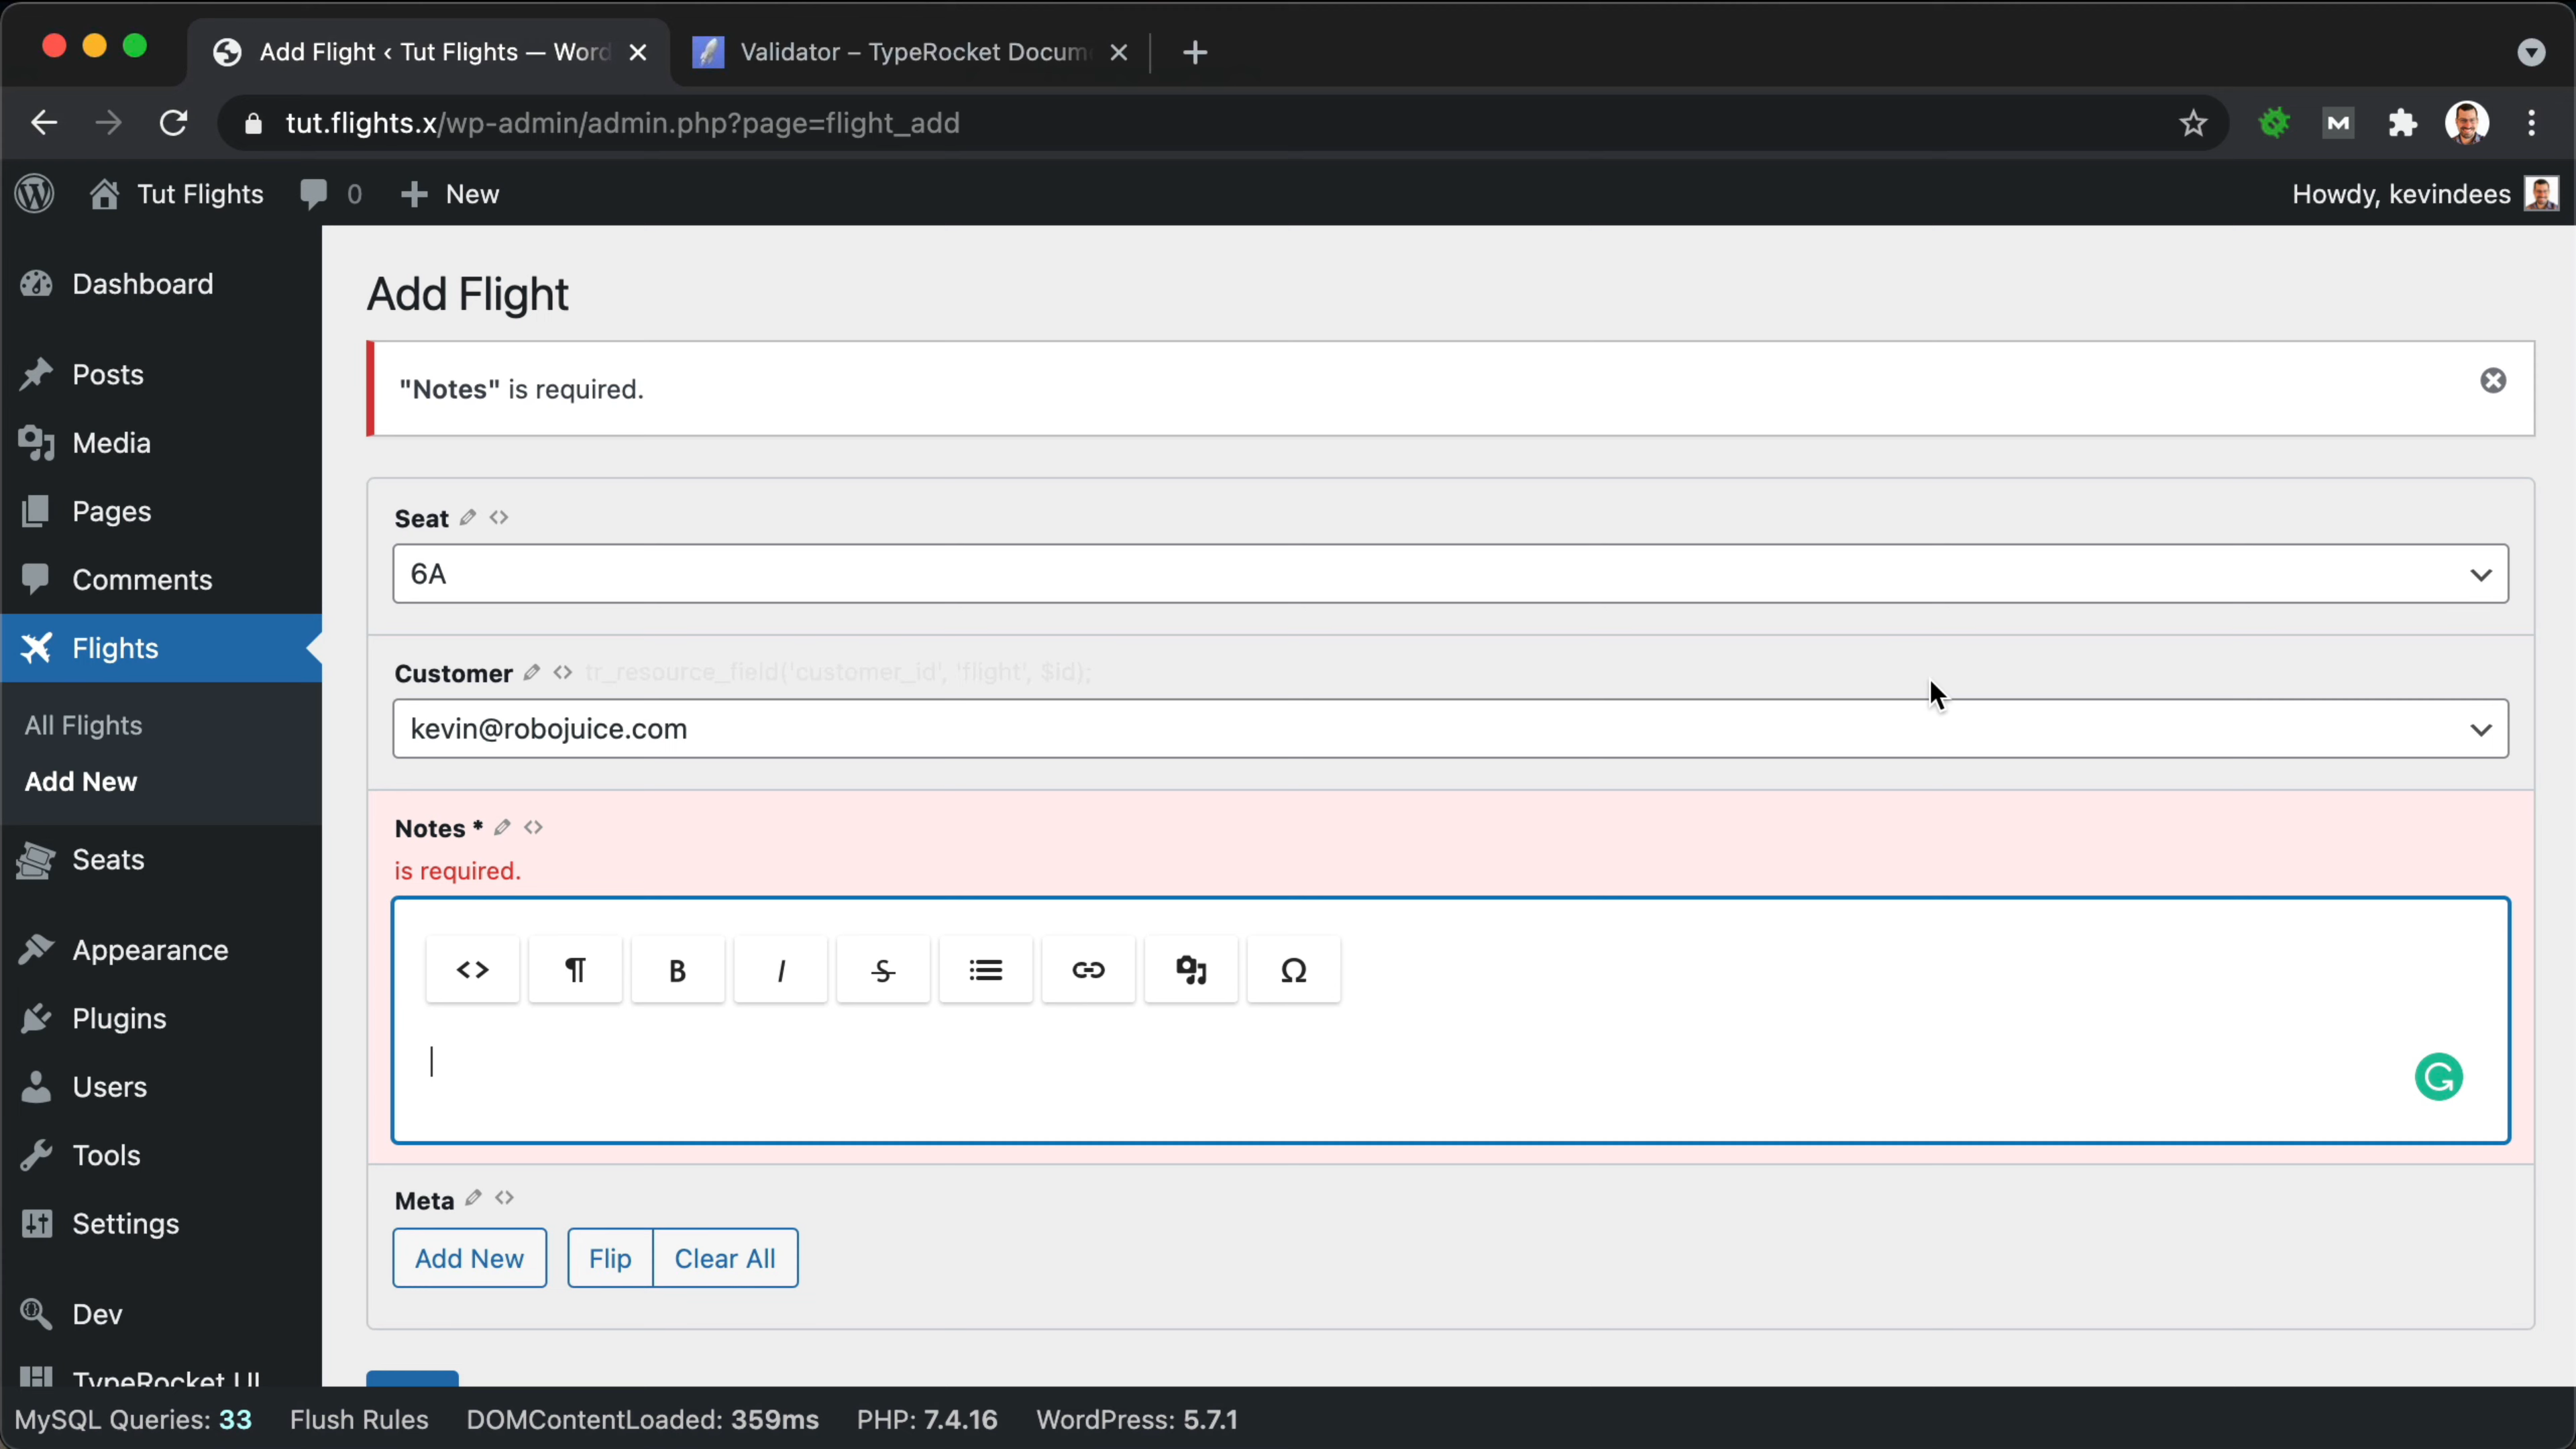 Add Flight ‹ Tut Flights — Word
Validator – TypeRocket Docum
tut.flights.x/wp-admin/admin.php?page=flight_add
Tut Flights
0
New
Howdy, kevindees
Dashboard
Posts
Media
Pages
Comments
Flights
All Flights
Add New
Seats
Appearance
Plugins
Users
Tools
Settings
Dev
TypeRocket UI
Add Flight
"Notes" is required.
Seat
6A
Customer tr_resource_field('customer_id', 'flight', $id);
kevin@robojuice.com
Notes *
is required.
¶ B I S Ω
Meta
Add New Flip Clear All
MySQL Queries: 33 Flush Rules DOMContentLoaded: 359ms PHP: 7.4.16 WordPress: 5.7.1